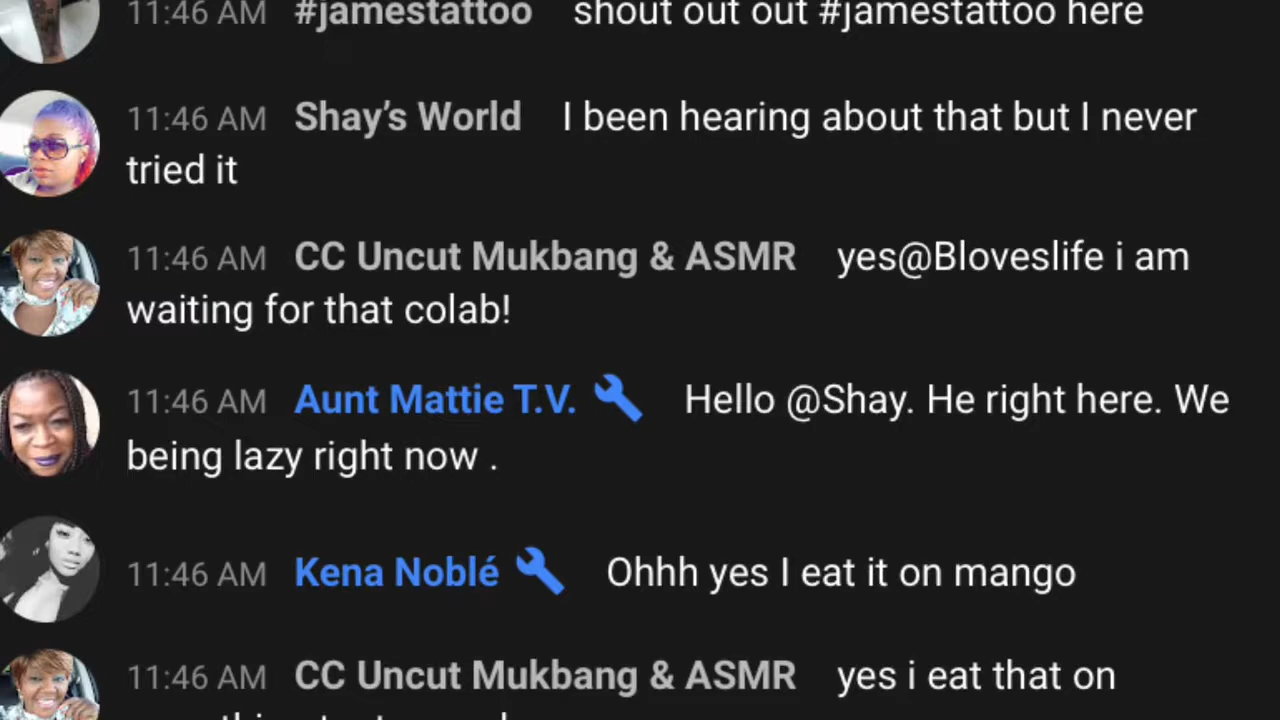 11:46 AM #jamestattoo shout out out #jamestattoo here
11:46 AM Shay's World I been hearing about that but I never
tried it
11:46 AM CC Uncut Mukbang & ASMR yes@Bloveslife i am
waiting for that colab!
11:46 AM Aunt Mattie T.V. Hello @Shay. He right here. We
being lazy right now .
11:46 AM Kena Noblé Ohhh yes I eat it on mango
11:46 AM CC Uncut Mukbang & ASMR yes i eat that on